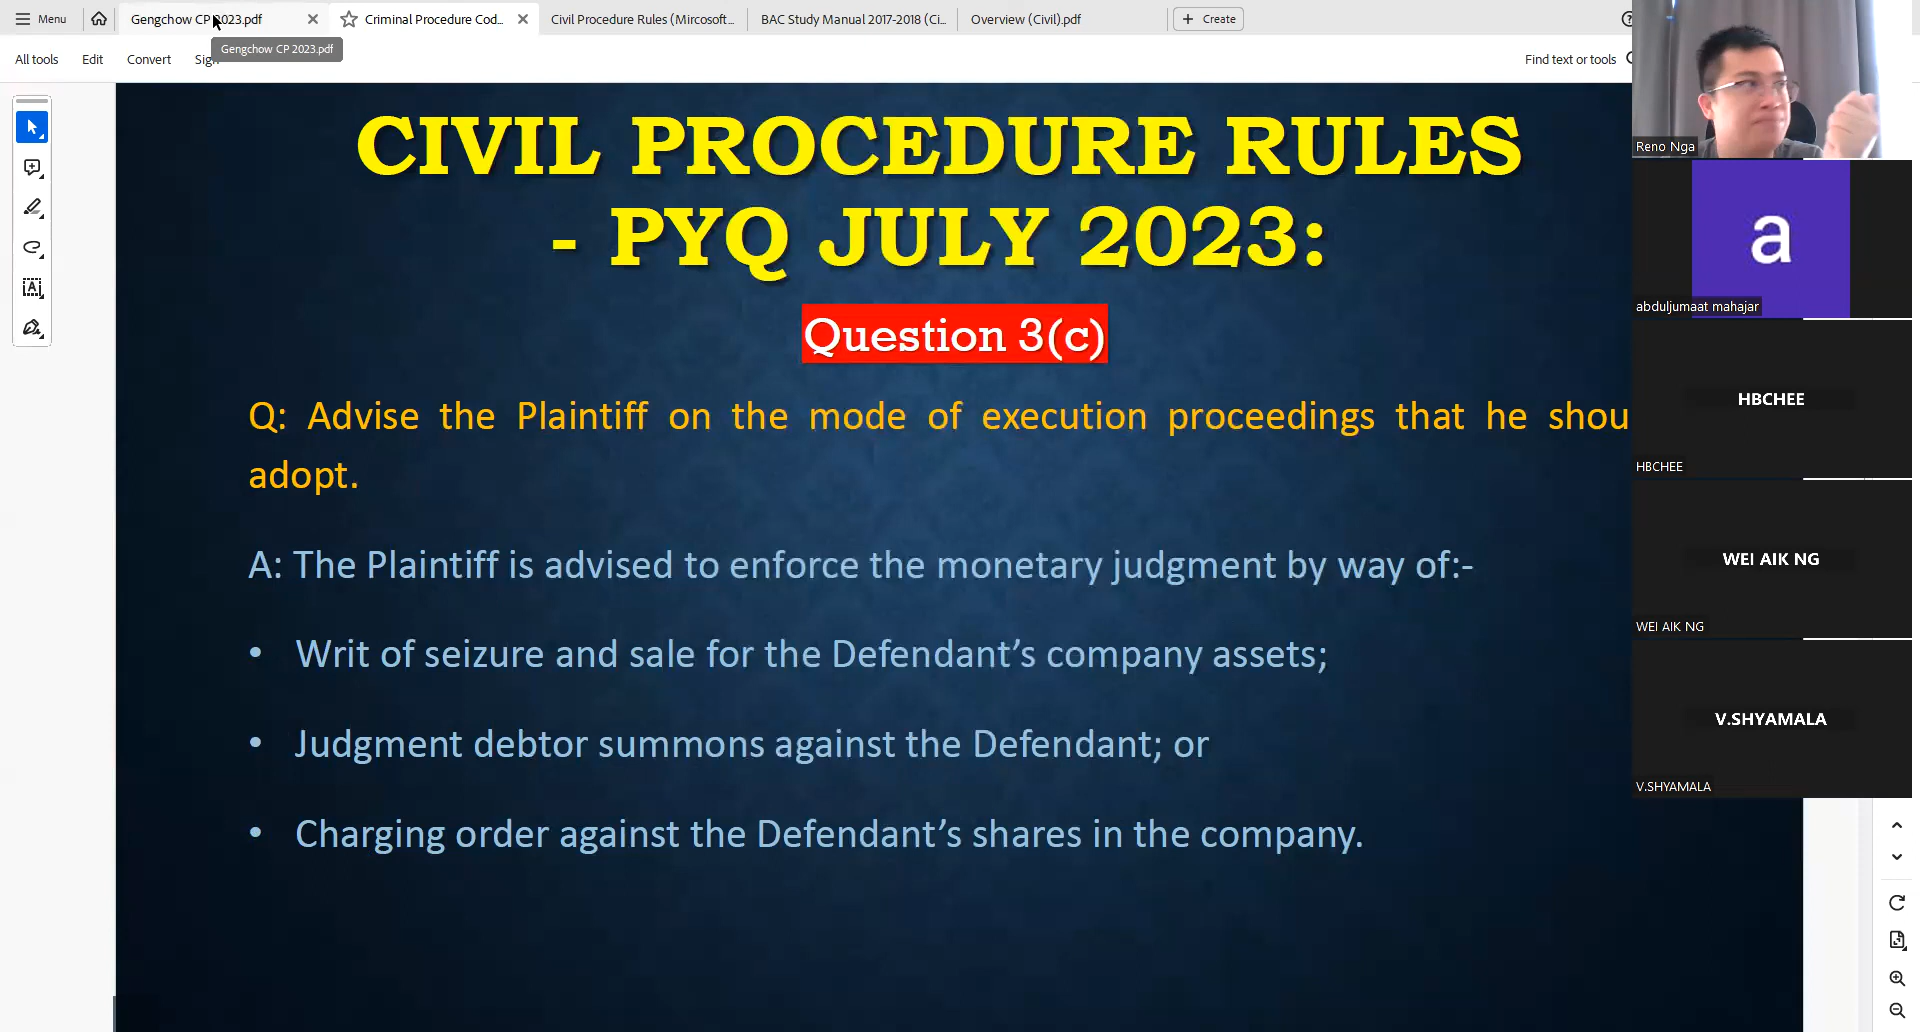 Gengchow CP 2023.pdf
Criminal Procedure Cod...
Civil Procedure Rules (Mircosoft...
BAC Study Manual 2017-2018 (Ci...
Overview (Civil).pdf
Create
Menu
Gengchow CP 2023.pdf
All tools
Edit
Convert
Find text or tools
CIVIL PROCEDURE RULES
- PYQ JULY 2023:
Question 3(c)
Q: Advise the Plaintiff on the mode of execution proceedings that he shou
adopt.
A: The Plaintiff is advised to enforce the monetary judgment by way of:-
• Writ of seizure and sale for the Defendant’s company assets;
• Judgment debtor summons against the Defendant; or
• Charging order against the Defendant’s shares in the company.
Reno Nga
a
abduljumaat mahajar
HBCHEE
HBCHEE
WEI AIK NG
WEI AIK NG
V.SHYAMALA
V.SHYAMALA